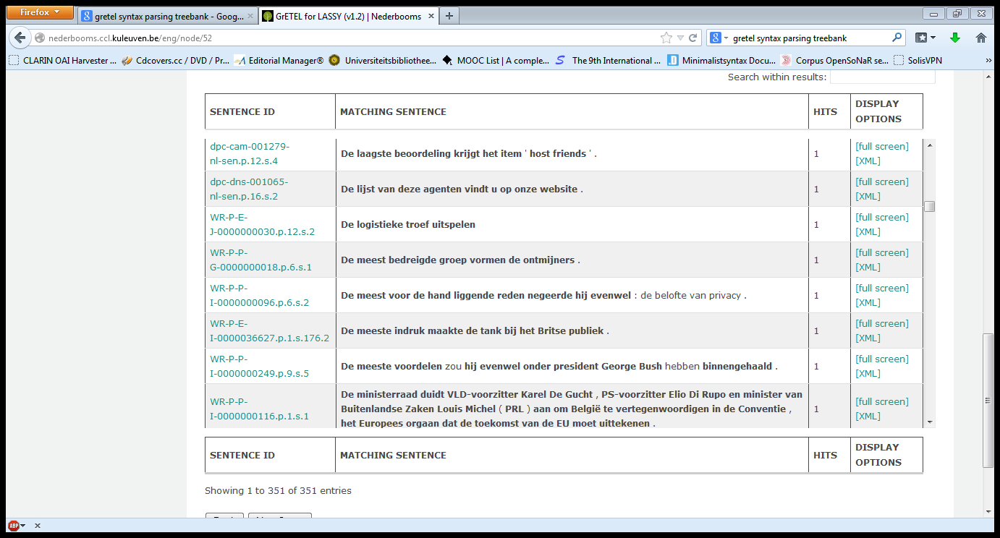 Firefox
gretel syntax parsing treebank - Goog...
GrETEL for LASSY (v1.2) | Nederbooms
nederbooms.ccl.kuleuven.be/eng/node/52
gretel syntax parsing treebank
CLARIN OAI Harvester ...
Cdcovers.cc / DVD / Pr...
Editorial Manager®
Universiteitsbibliothee...
MOOC List | A comple...
The 9th International ...
Minimalistsyntax Docu...
Corpus OpenSoNaR se...
SolisVPN
Search within results:
SENTENCE ID
MATCHING SENTENCE
HITS
DISPLAY
OPTIONS
dpc-cam-001279-
nl-sen.p.12.s.4
De laagste beoordeling krijgt het item ' host friends ' .
1
[full screen]
[XML]
dpc-dns-001065-
nl-sen.p.16.s.2
De lijst van deze agenten vindt u op onze website .
1
[full screen]
[XML]
WR-P-E-
J-0000000030.p.12.s.2
De logistieke troef uitspelen
1
[full screen]
[XML]
WR-P-P-
G-0000000018.p.6.s.1
De meest bedreigde groep vormen de ontmijners .
1
[full screen]
[XML]
WR-P-P-
I-0000000096.p.6.s.2
De meest voor de hand liggende reden negeerde hij evenwel : de belofte van privacy .
1
[full screen]
[XML]
WR-P-E-
I-0000036627.p.1.s.176.2
De meeste indruk maakte de tank bij het Britse publiek .
1
[full screen]
[XML]
WR-P-P-
I-0000000249.p.9.s.5
De meeste voordelen zou hij evenwel onder president George Bush hebben binnengehaald .
1
[full screen]
[XML]
WR-P-P-
I-0000000116.p.1.s.1
De ministerraad duidt VLD-voorzitter Karel De Gucht , PS-voorzitter Elio Di Rupo en minister van
Buitenlandse Zaken Louis Michel ( PRL ) aan om België te vertegenwoordigen in de Conventie ,
het Europees orgaan dat de toekomst van de EU moet uittekenen .
1
[full screen]
[XML]
SENTENCE ID
MATCHING SENTENCE
HITS
DISPLAY
OPTIONS
Showing 1 to 351 of 351 entries
ABP